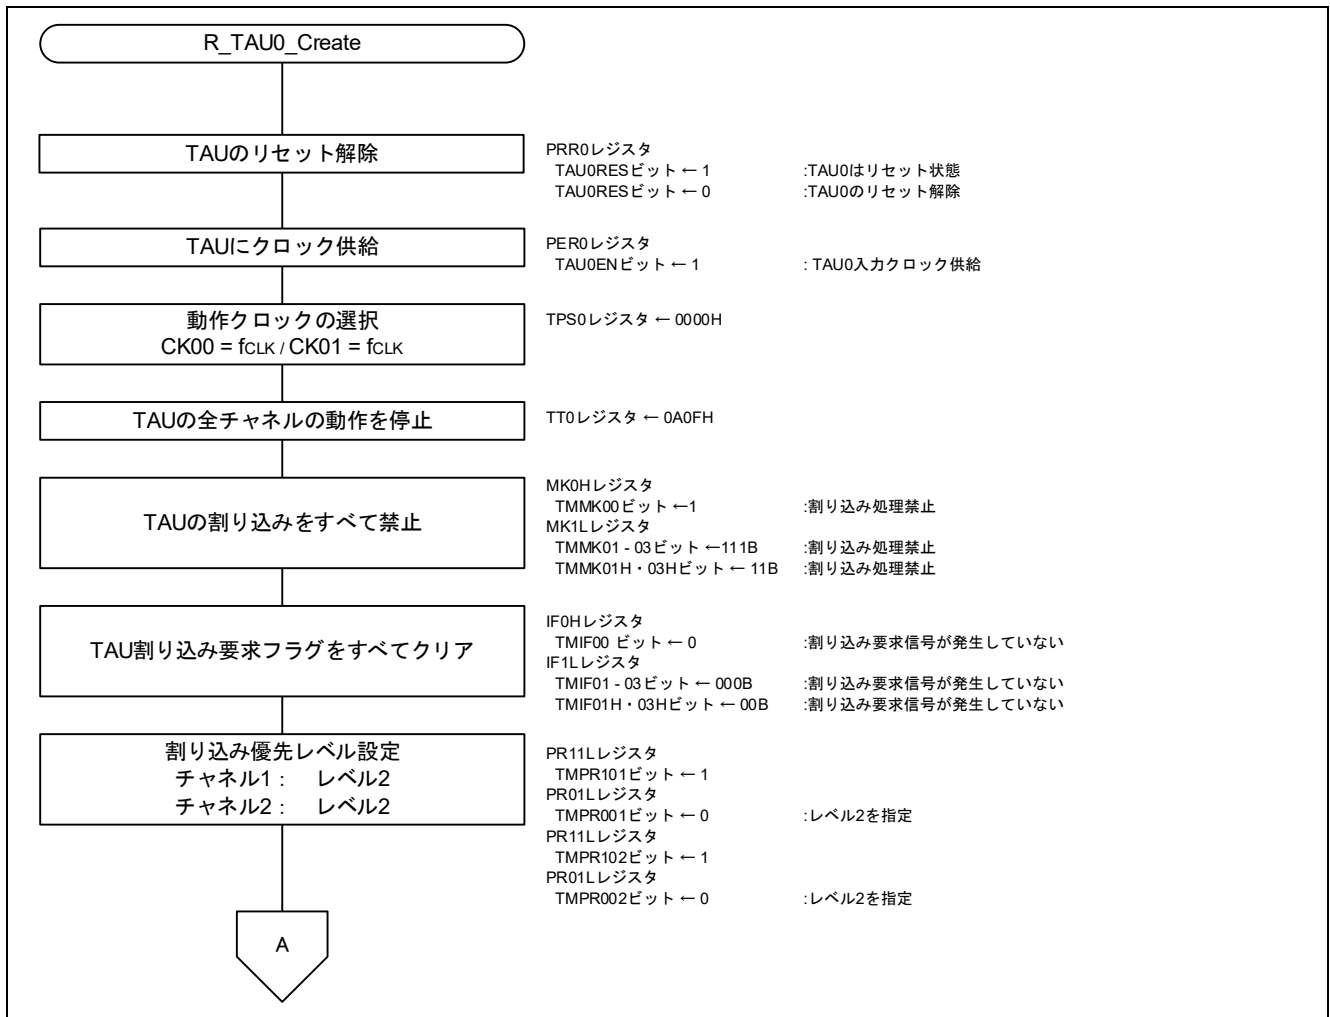 R_TAU0_Create
TAUのリセット解除
PRR0レジスタ
TAU0RESビット ← 1 :TAU0はリセット状態
TAU0RESビット ← 0 :TAU0のリセット解除
TAUにクロック供給
PER0レジスタ
TAU0ENビット ← 1 : TAU0入力クロック供給
動作クロックの選択
CK00 = fCLK / CK01 = fCLK
TPS0レジスタ ← 0000H
TAUの全チャネルの動作を停止
TT0レジスタ ← 0A0FH
TAUの割り込みをすべて禁止
MK0Hレジスタ
TMMK00ビット ←1 :割り込み処理禁止
MK1Lレジスタ
TMMK01 - 03ビット ←111B :割り込み処理禁止
TMMK01H・03Hビット ← 11B :割り込み処理禁止
TAU割り込み要求フラグをすべてクリア
IF0Hレジスタ
TMIF00 ビット ← 0 :割り込み要求信号が発生していない
IF1Lレジスタ
TMIF01 - 03ビット ← 000B :割り込み要求信号が発生していない
TMIF01H・03Hビット ← 00B :割り込み要求信号が発生していない
割り込み優先レベル設定
チャネル1： レベル2
チャネル2： レベル2
PR11Lレジスタ
TMPR101ビット ← 1
PR01Lレジスタ
TMPR001ビット ← 0 :レベル2を指定
PR11Lレジスタ
TMPR102ビット ← 1
PR01Lレジスタ
TMPR002ビット ← 0 :レベル2を指定
A